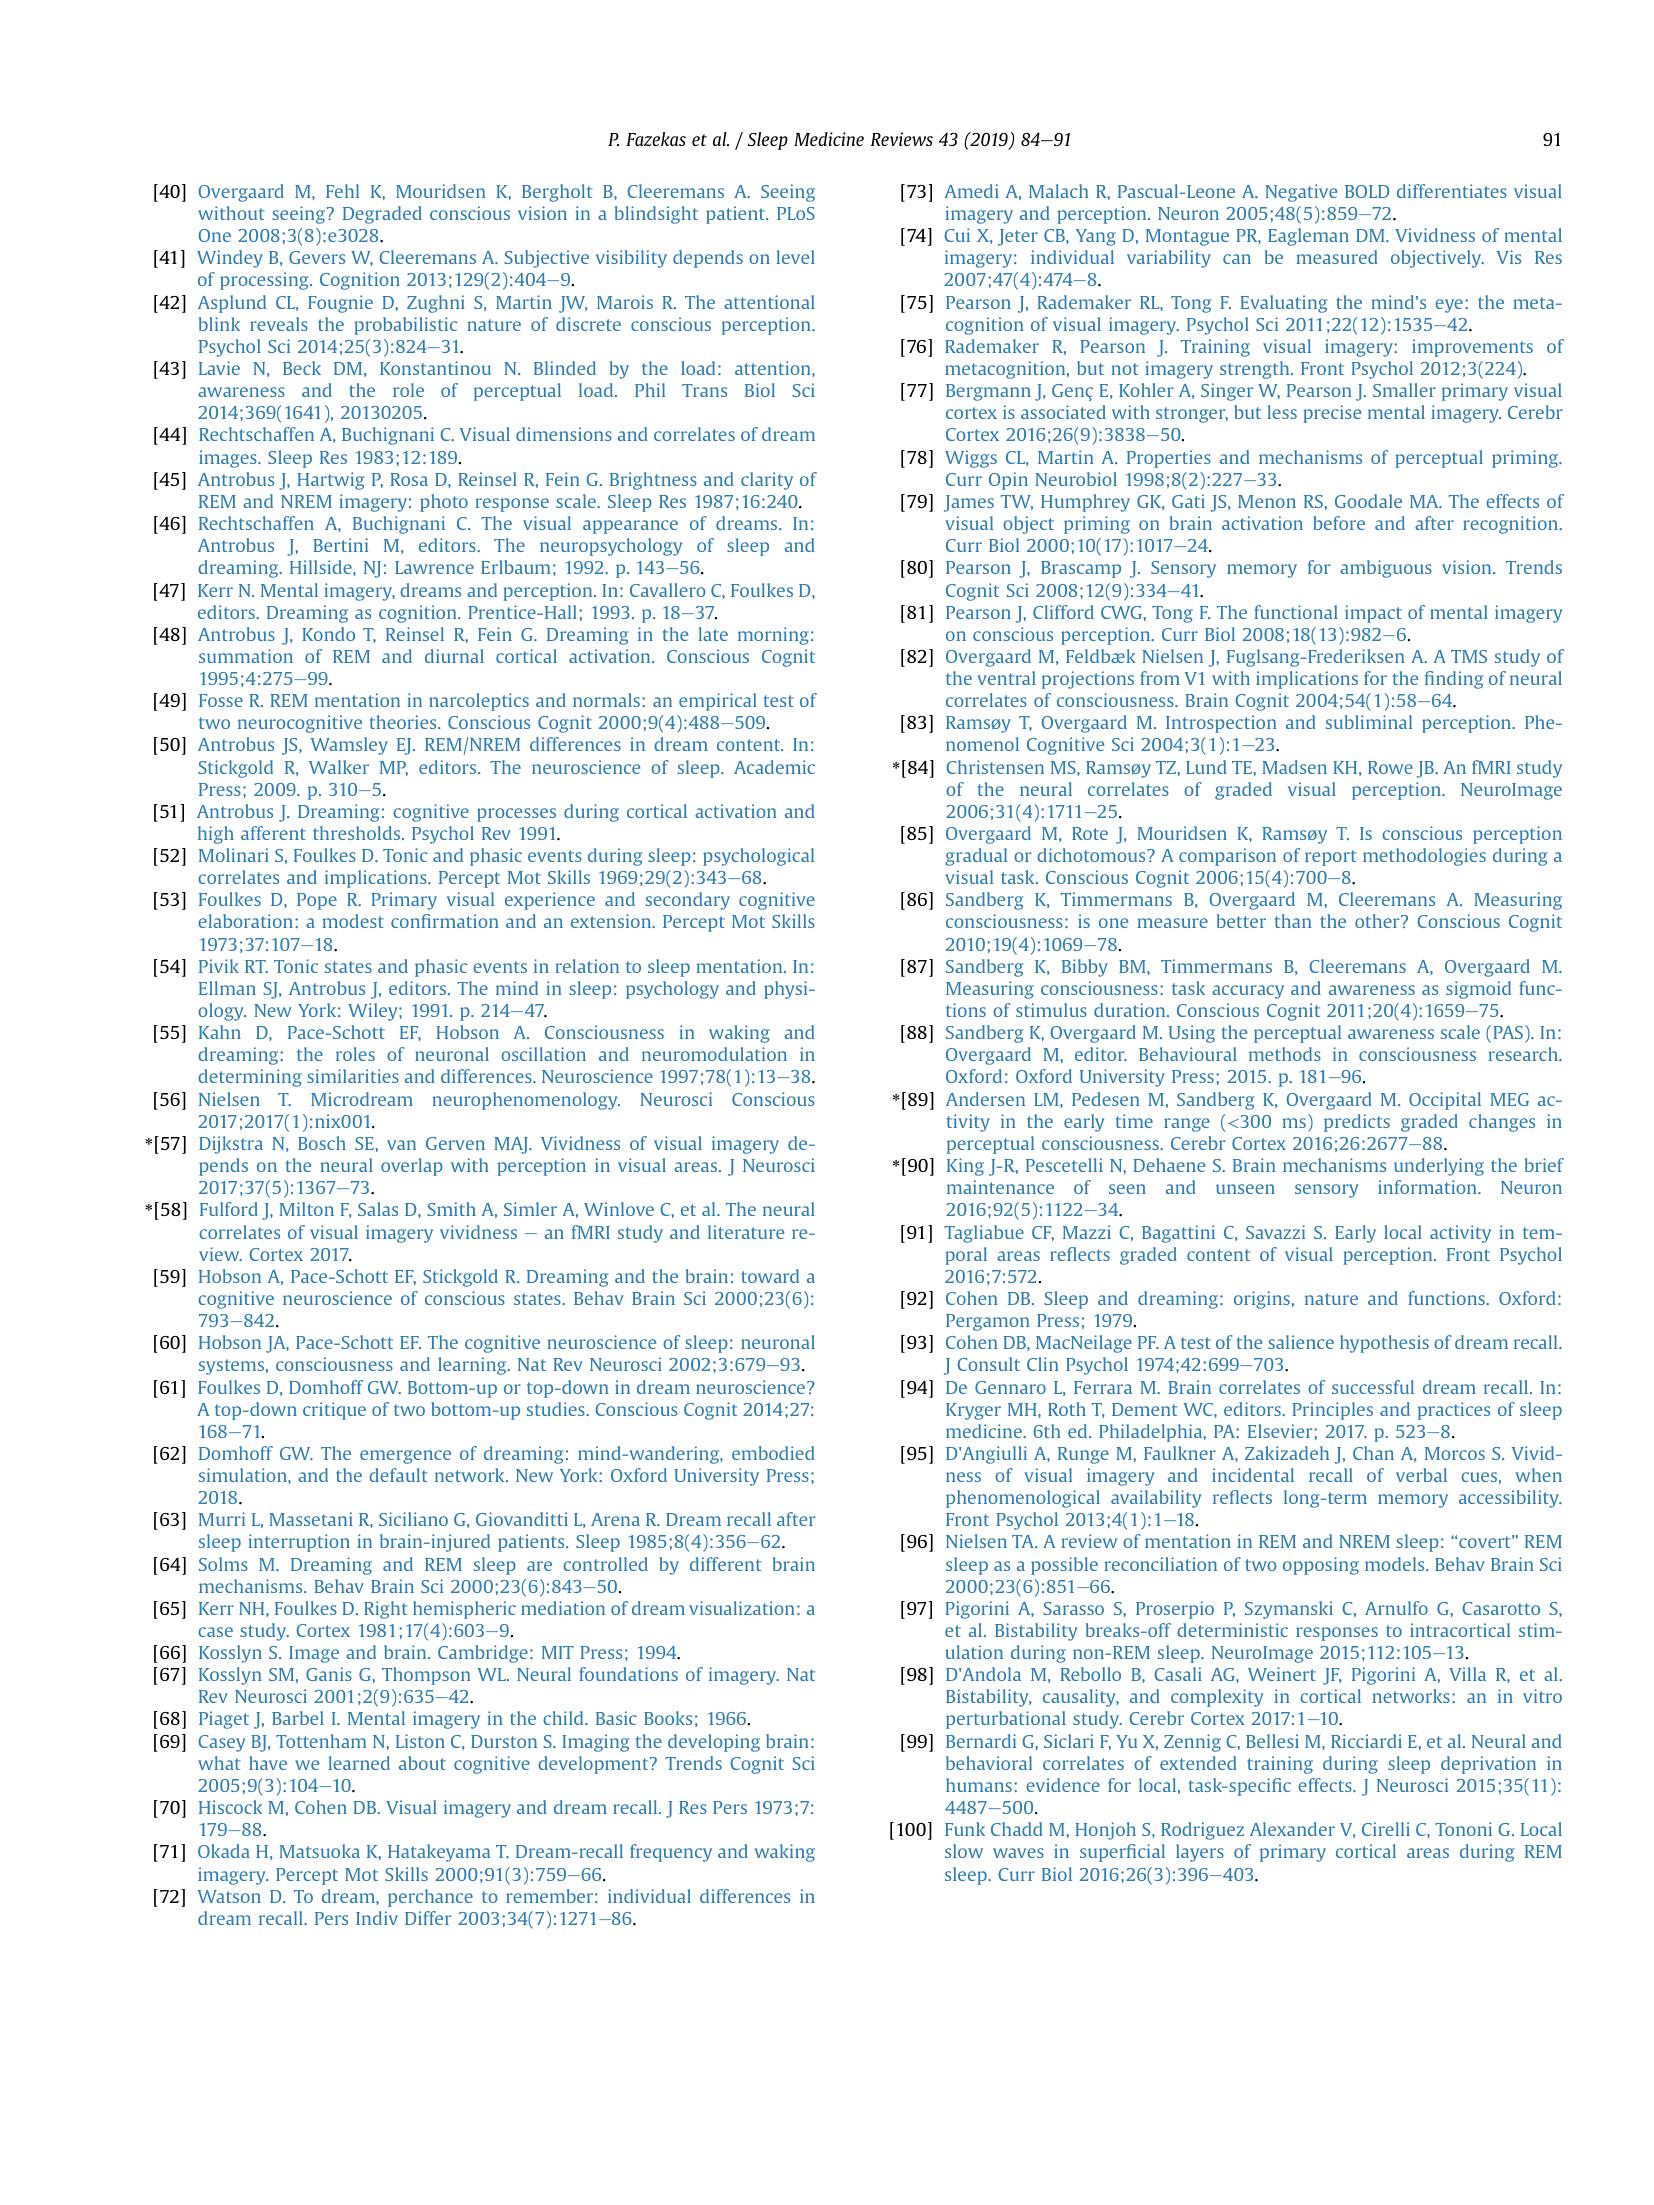 P. Fazekas et al. / Sleep Medicine Reviews 43 (2019) 84–91
91
[40] Overgaard M, Fehl K, Mouridsen K, Bergholt B, Cleeremans A. Seeing
without seeing? Degraded conscious vision in a blindsight patient. PLoS
One 2008;3(8):e3028.
[41] Windey B, Gevers W, Cleeremans A. Subjective visibility depends on level
of processing. Cognition 2013;129(2):404–9.
[42] Asplund CL, Fougnie D, Zughni S, Martin JW, Marois R. The attentional
blink reveals the probabilistic nature of discrete conscious perception.
Psychol Sci 2014;25(3):824–31.
[43] Lavie N, Beck DM, Konstantinou N. Blinded by the load: attention,
awareness and the role of perceptual load. Phil Trans Biol Sci
2014;369(1641), 20130205.
[44] Rechtschaffen A, Buchignani C. Visual dimensions and correlates of dream
images. Sleep Res 1983;12:189.
[45] Antrobus J, Hartwig P, Rosa D, Reinsel R, Fein G. Brightness and clarity of
REM and NREM imagery: photo response scale. Sleep Res 1987;16:240.
[46] Rechtschaffen A, Buchignani C. The visual appearance of dreams. In:
Antrobus J, Bertini M, editors. The neuropsychology of sleep and
dreaming. Hillside, NJ: Lawrence Erlbaum; 1992. p. 143–56.
[47] Kerr N. Mental imagery, dreams and perception. In: Cavallero C, Foulkes D,
editors. Dreaming as cognition. Prentice-Hall; 1993. p. 18–37.
[48] Antrobus J, Kondo T, Reinsel R, Fein G. Dreaming in the late morning:
summation of REM and diurnal cortical activation. Conscious Cognit
1995;4:275–99.
[49] Fosse R. REM mentation in narcoleptics and normals: an empirical test of
two neurocognitive theories. Conscious Cognit 2000;9(4):488–509.
[50] Antrobus JS, Wamsley EJ. REM/NREM differences in dream content. In:
Stickgold R, Walker MP, editors. The neuroscience of sleep. Academic
Press; 2009. p. 310–5.
[51] Antrobus J. Dreaming: cognitive processes during cortical activation and
high afferent thresholds. Psychol Rev 1991.
[52] Molinari S, Foulkes D. Tonic and phasic events during sleep: psychological
correlates and implications. Percept Mot Skills 1969;29(2):343–68.
[53] Foulkes D, Pope R. Primary visual experience and secondary cognitive
elaboration: a modest confirmation and an extension. Percept Mot Skills
1973;37:107–18.
[54] Pivik RT. Tonic states and phasic events in relation to sleep mentation. In:
Ellman SJ, Antrobus J, editors. The mind in sleep: psychology and physi-
ology. New York: Wiley; 1991. p. 214–47.
[55] Kahn D, Pace-Schott EF, Hobson A. Consciousness in waking and
dreaming: the roles of neuronal oscillation and neuromodulation in
determining similarities and differences. Neuroscience 1997;78(1):13–38.
[56] Nielsen T. Microdream neurophenomenology. Neurosci Conscious
2017;2017(1):nix001.
*[57] Dijkstra N, Bosch SE, van Gerven MAJ. Vividness of visual imagery de-
pends on the neural overlap with perception in visual areas. J Neurosci
2017;37(5):1367–73.
*[58] Fulford J, Milton F, Salas D, Smith A, Simler A, Winlove C, et al. The neural
correlates of visual imagery vividness – an fMRI study and literature re-
view. Cortex 2017.
[59] Hobson A, Pace-Schott EF, Stickgold R. Dreaming and the brain: toward a
cognitive neuroscience of conscious states. Behav Brain Sci 2000;23(6):
793–842.
[60] Hobson JA, Pace-Schott EF. The cognitive neuroscience of sleep: neuronal
systems, consciousness and learning. Nat Rev Neurosci 2002;3:679–93.
[61] Foulkes D, Domhoff GW. Bottom-up or top-down in dream neuroscience?
A top-down critique of two bottom-up studies. Conscious Cognit 2014;27:
168–71.
[62] Domhoff GW. The emergence of dreaming: mind-wandering, embodied
simulation, and the default network. New York: Oxford University Press;
2018.
[63] Murri L, Massetani R, Siciliano G, Giovanditti L, Arena R. Dream recall after
sleep interruption in brain-injured patients. Sleep 1985;8(4):356–62.
[64] Solms M. Dreaming and REM sleep are controlled by different brain
mechanisms. Behav Brain Sci 2000;23(6):843–50.
[65] Kerr NH, Foulkes D. Right hemispheric mediation of dream visualization: a
case study. Cortex 1981;17(4):603–9.
[66] Kosslyn S. Image and brain. Cambridge: MIT Press; 1994.
[67] Kosslyn SM, Ganis G, Thompson WL. Neural foundations of imagery. Nat
Rev Neurosci 2001;2(9):635–42.
[68] Piaget J, Barbel I. Mental imagery in the child. Basic Books; 1966.
[69] Casey BJ, Tottenham N, Liston C, Durston S. Imaging the developing brain:
what have we learned about cognitive development? Trends Cognit Sci
2005;9(3):104–10.
[70] Hiscock M, Cohen DB. Visual imagery and dream recall. J Res Pers 1973;7:
179–88.
[71] Okada H, Matsuoka K, Hatakeyama T. Dream-recall frequency and waking
imagery. Percept Mot Skills 2000;91(3):759–66.
[72] Watson D. To dream, perchance to remember: individual differences in
dream recall. Pers Indiv Differ 2003;34(7):1271–86.
[73] Amedi A, Malach R, Pascual-Leone A. Negative BOLD differentiates visual
imagery and perception. Neuron 2005;48(5):859–72.
[74] Cui X, Jeter CB, Yang D, Montague PR, Eagleman DM. Vividness of mental
imagery: individual variability can be measured objectively. Vis Res
2007;47(4):474–8.
[75] Pearson J, Rademaker RL, Tong F. Evaluating the mind's eye: the meta-
cognition of visual imagery. Psychol Sci 2011;22(12):1535–42.
[76] Rademaker R, Pearson J. Training visual imagery: improvements of
metacognition, but not imagery strength. Front Psychol 2012;3(224).
[77] Bergmann J, Genç E, Kohler A, Singer W, Pearson J. Smaller primary visual
cortex is associated with stronger, but less precise mental imagery. Cerebr
Cortex 2016;26(9):3838–50.
[78] Wiggs CL, Martin A. Properties and mechanisms of perceptual priming.
Curr Opin Neurobiol 1998;8(2):227–33.
[79] James TW, Humphrey GK, Gati JS, Menon RS, Goodale MA. The effects of
visual object priming on brain activation before and after recognition.
Curr Biol 2000;10(17):1017–24.
[80] Pearson J, Brascamp J. Sensory memory for ambiguous vision. Trends
Cognit Sci 2008;12(9):334–41.
[81] Pearson J, Clifford CWG, Tong F. The functional impact of mental imagery
on conscious perception. Curr Biol 2008;18(13):982–6.
[82] Overgaard M, Feldbæk Nielsen J, Fuglsang-Frederiksen A. A TMS study of
the ventral projections from V1 with implications for the finding of neural
correlates of consciousness. Brain Cognit 2004;54(1):58–64.
[83] Ramsøy T, Overgaard M. Introspection and subliminal perception. Phe-
nomenol Cognitive Sci 2004;3(1):1–23.
*[84] Christensen MS, Ramsøy TZ, Lund TE, Madsen KH, Rowe JB. An fMRI study
of the neural correlates of graded visual perception. NeuroImage
2006;31(4):1711–25.
[85] Overgaard M, Rote J, Mouridsen K, Ramsøy T. Is conscious perception
gradual or dichotomous? A comparison of report methodologies during a
visual task. Conscious Cognit 2006;15(4):700–8.
[86] Sandberg K, Timmermans B, Overgaard M, Cleeremans A. Measuring
consciousness: is one measure better than the other? Conscious Cognit
2010;19(4):1069–78.
[87] Sandberg K, Bibby BM, Timmermans B, Cleeremans A, Overgaard M.
Measuring consciousness: task accuracy and awareness as sigmoid func-
tions of stimulus duration. Conscious Cognit 2011;20(4):1659–75.
[88] Sandberg K, Overgaard M. Using the perceptual awareness scale (PAS). In:
Overgaard M, editor. Behavioural methods in consciousness research.
Oxford: Oxford University Press; 2015. p. 181–96.
*[89] Andersen LM, Pedesen M, Sandberg K, Overgaard M. Occipital MEG ac-
tivity in the early time range (<300 ms) predicts graded changes in
perceptual consciousness. Cerebr Cortex 2016;26:2677–88.
*[90] King J-R, Pescetelli N, Dehaene S. Brain mechanisms underlying the brief
maintenance of seen and unseen sensory information. Neuron
2016;92(5):1122–34.
[91] Tagliabue CF, Mazzi C, Bagattini C, Savazzi S. Early local activity in tem-
poral areas reflects graded content of visual perception. Front Psychol
2016;7:572.
[92] Cohen DB. Sleep and dreaming: origins, nature and functions. Oxford:
Pergamon Press; 1979.
[93] Cohen DB, MacNeilage PF. A test of the salience hypothesis of dream recall.
J Consult Clin Psychol 1974;42:699–703.
[94] De Gennaro L, Ferrara M. Brain correlates of successful dream recall. In:
Kryger MH, Roth T, Dement WC, editors. Principles and practices of sleep
medicine. 6th ed. Philadelphia, PA: Elsevier; 2017. p. 523–8.
[95] D'Angiulli A, Runge M, Faulkner A, Zakizadeh J, Chan A, Morcos S. Vivid-
ness of visual imagery and incidental recall of verbal cues, when
phenomenological availability reflects long-term memory accessibility.
Front Psychol 2013;4(1):1–18.
[96] Nielsen TA. A review of mentation in REM and NREM sleep: “covert” REM
sleep as a possible reconciliation of two opposing models. Behav Brain Sci
2000;23(6):851–66.
[97] Pigorini A, Sarasso S, Proserpio P, Szymanski C, Arnulfo G, Casarotto S,
et al. Bistability breaks-off deterministic responses to intracortical stim-
ulation during non-REM sleep. NeuroImage 2015;112:105–13.
[98] D'Andola M, Rebollo B, Casali AG, Weinert JF, Pigorini A, Villa R, et al.
Bistability, causality, and complexity in cortical networks: an in vitro
perturbational study. Cerebr Cortex 2017:1–10.
[99] Bernardi G, Siclari F, Yu X, Zennig C, Bellesi M, Ricciardi E, et al. Neural and
behavioral correlates of extended training during sleep deprivation in
humans: evidence for local, task-specific effects. J Neurosci 2015;35(11):
4487–500.
[100] Funk Chadd M, Honjoh S, Rodriguez Alexander V, Cirelli C, Tononi G. Local
slow waves in superficial layers of primary cortical areas during REM
sleep. Curr Biol 2016;26(3):396–403.